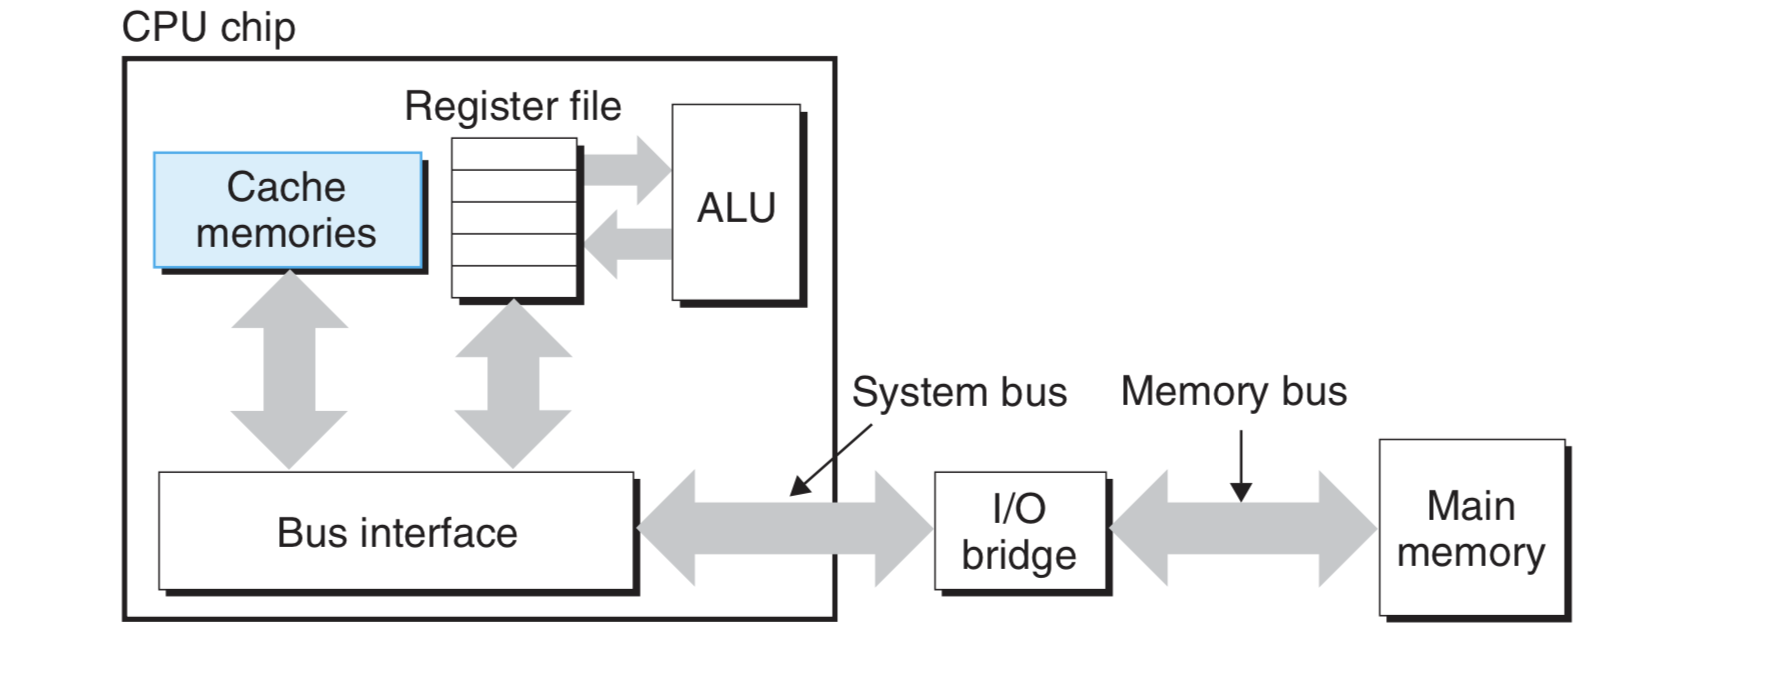 CPU chip
Register file
Cache
memories
ALU
System bus
Memory bus
Bus interface
I/O
bridge
Main
memory